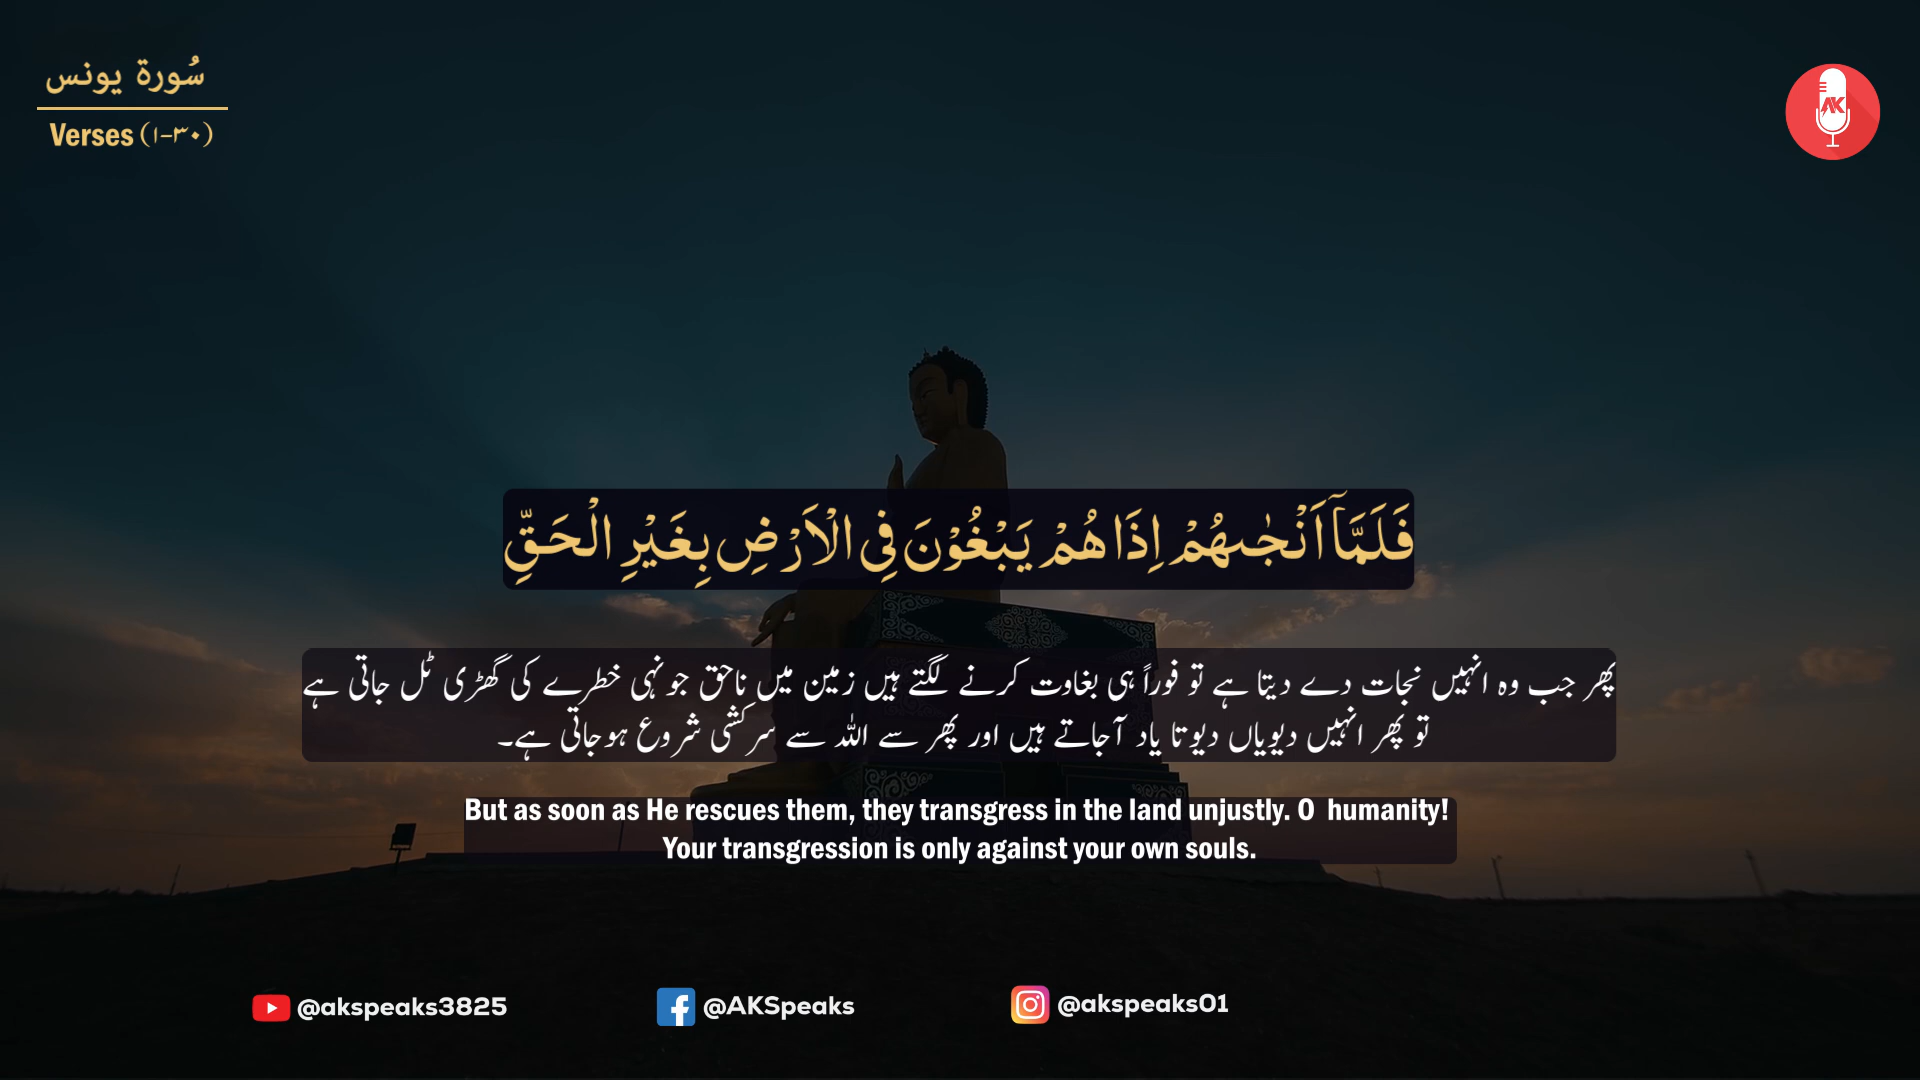 سُورة یونس
Verses (۱-۳۰)
AK
فَلَمَّاۤ اَنْجٰىهُمْ اِذَا هُمْ یَبْغُوْنَ فِی الْاَرْضِ بِغَیْرِ الْحَقِّ
پھر جب وہ انہیں نجات دے دیتا ہے تو فوراً ہی بغاوت کرنے لگتے ہیں زمین میں ناحق جونہی خطرے کی گھڑی ٹل جاتی ہے
تو پھر انہیں دیویاں دیوتا یاد آجاتے ہیں اور پھر سے اللہ سے سرکشی شروع ہوجاتی ہے۔
But as soon as He rescues them, they transgress in the land unjustly. O  humanity!
Your transgression is only against your own souls.
@akspeaks3825
@AKSpeaks
@akspeaks01